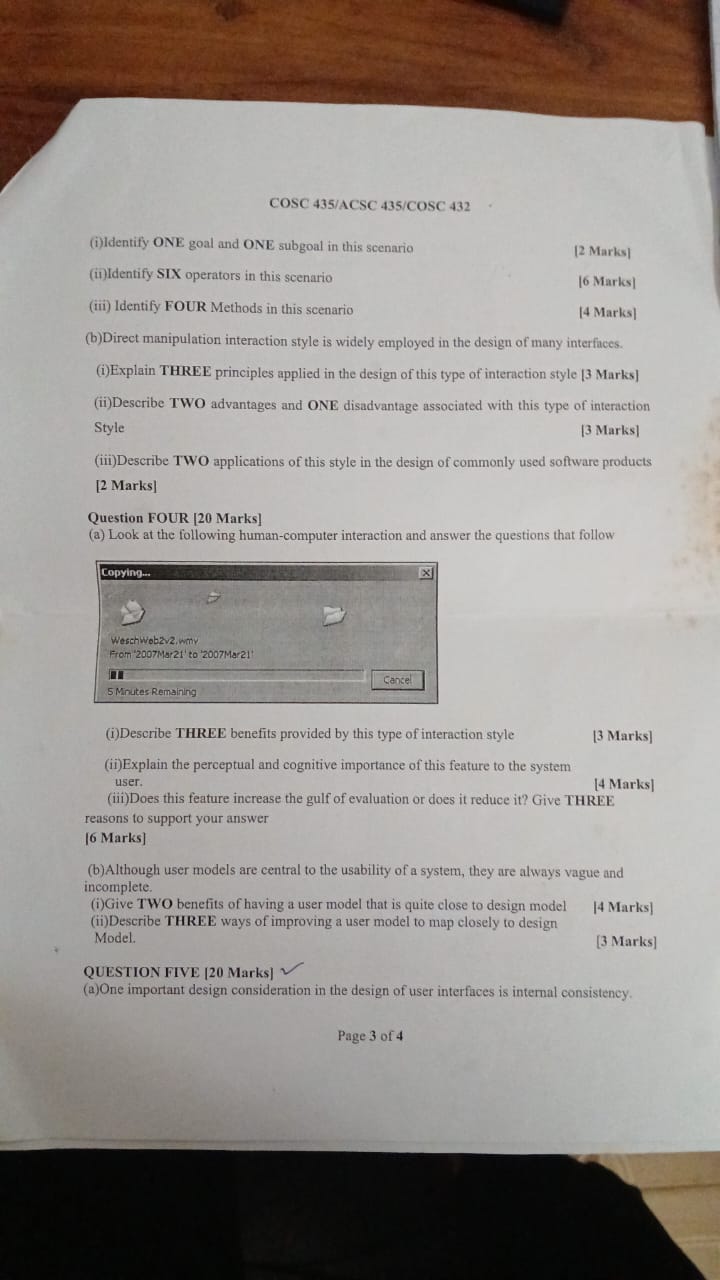 COSC 435/ACSC 435/COSC 432
(i)Identify ONE goal and ONE subgoal in this scenario [2 Marks]
(ii)Identify SIX operators in this scenario [6 Marks]
(iii) Identify FOUR Methods in this scenario [4 Marks]
(b)Direct manipulation interaction style is widely employed in the design of many interfaces.
(i)Explain THREE principles applied in the design of this type of interaction style [3 Marks]
(ii)Describe TWO advantages and ONE disadvantage associated with this type of interaction
Style [3 Marks]
(iii)Describe TWO applications of this style in the design of commonly used software products
[2 Marks]
Question FOUR [20 Marks]
(a) Look at the following human-computer interaction and answer the questions that follow
Copying...
WeschWeb2v2.wmv
From '2007Mar21' to '2007Mar21'
Cancel
5 Minutes Remaining
(i)Describe THREE benefits provided by this type of interaction style [3 Marks]
(ii)Explain the perceptual and cognitive importance of this feature to the system
user. [4 Marks]
(iii)Does this feature increase the gulf of evaluation or does it reduce it? Give THREE
reasons to support your answer
[6 Marks]
(b)Although user models are central to the usability of a system, they are always vague and
incomplete.
(i)Give TWO benefits of having a user model that is quite close to design model [4 Marks]
(ii)Describe THREE ways of improving a user model to map closely to design
Model. [3 Marks]
QUESTION FIVE [20 Marks]
(a)One important design consideration in the design of user interfaces is internal consistency.
Page 3 of 4